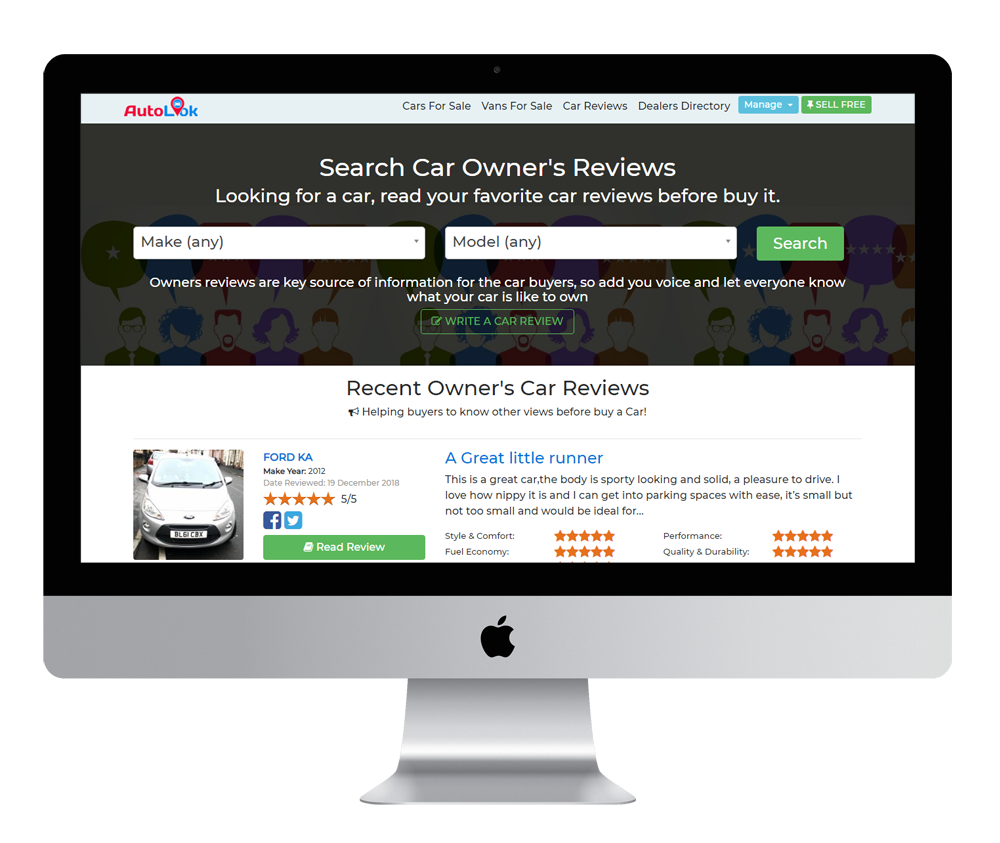 AutoLook
Cars For Sale Vans For Sale Car Reviews Dealers Directory Manage SELL FREE
Search Car Owner's Reviews
Looking for a car, read your favorite car reviews before buy it.
Make (any) Model (any) Search
Owners reviews are key source of information for the car buyers, so add you voice and let everyone know
what your car is like to own
WRITE A CAR REVIEW
Recent Owner's Car Reviews
Helping buyers to know other views before buy a Car!
FORD KA
Make Year: 2012
Date Reviewed: 19 December 2018
5/5
Read Review
BL61 CBX
A Great little runner
This is a great car,the body is sporty looking and solid, a pleasure to drive. I
love how nippy it is and I can get into parking spaces with ease, it's small but
not too small and would be ideal for...
Style & Comfort: Performance:
Fuel Economy: Quality & Durability: